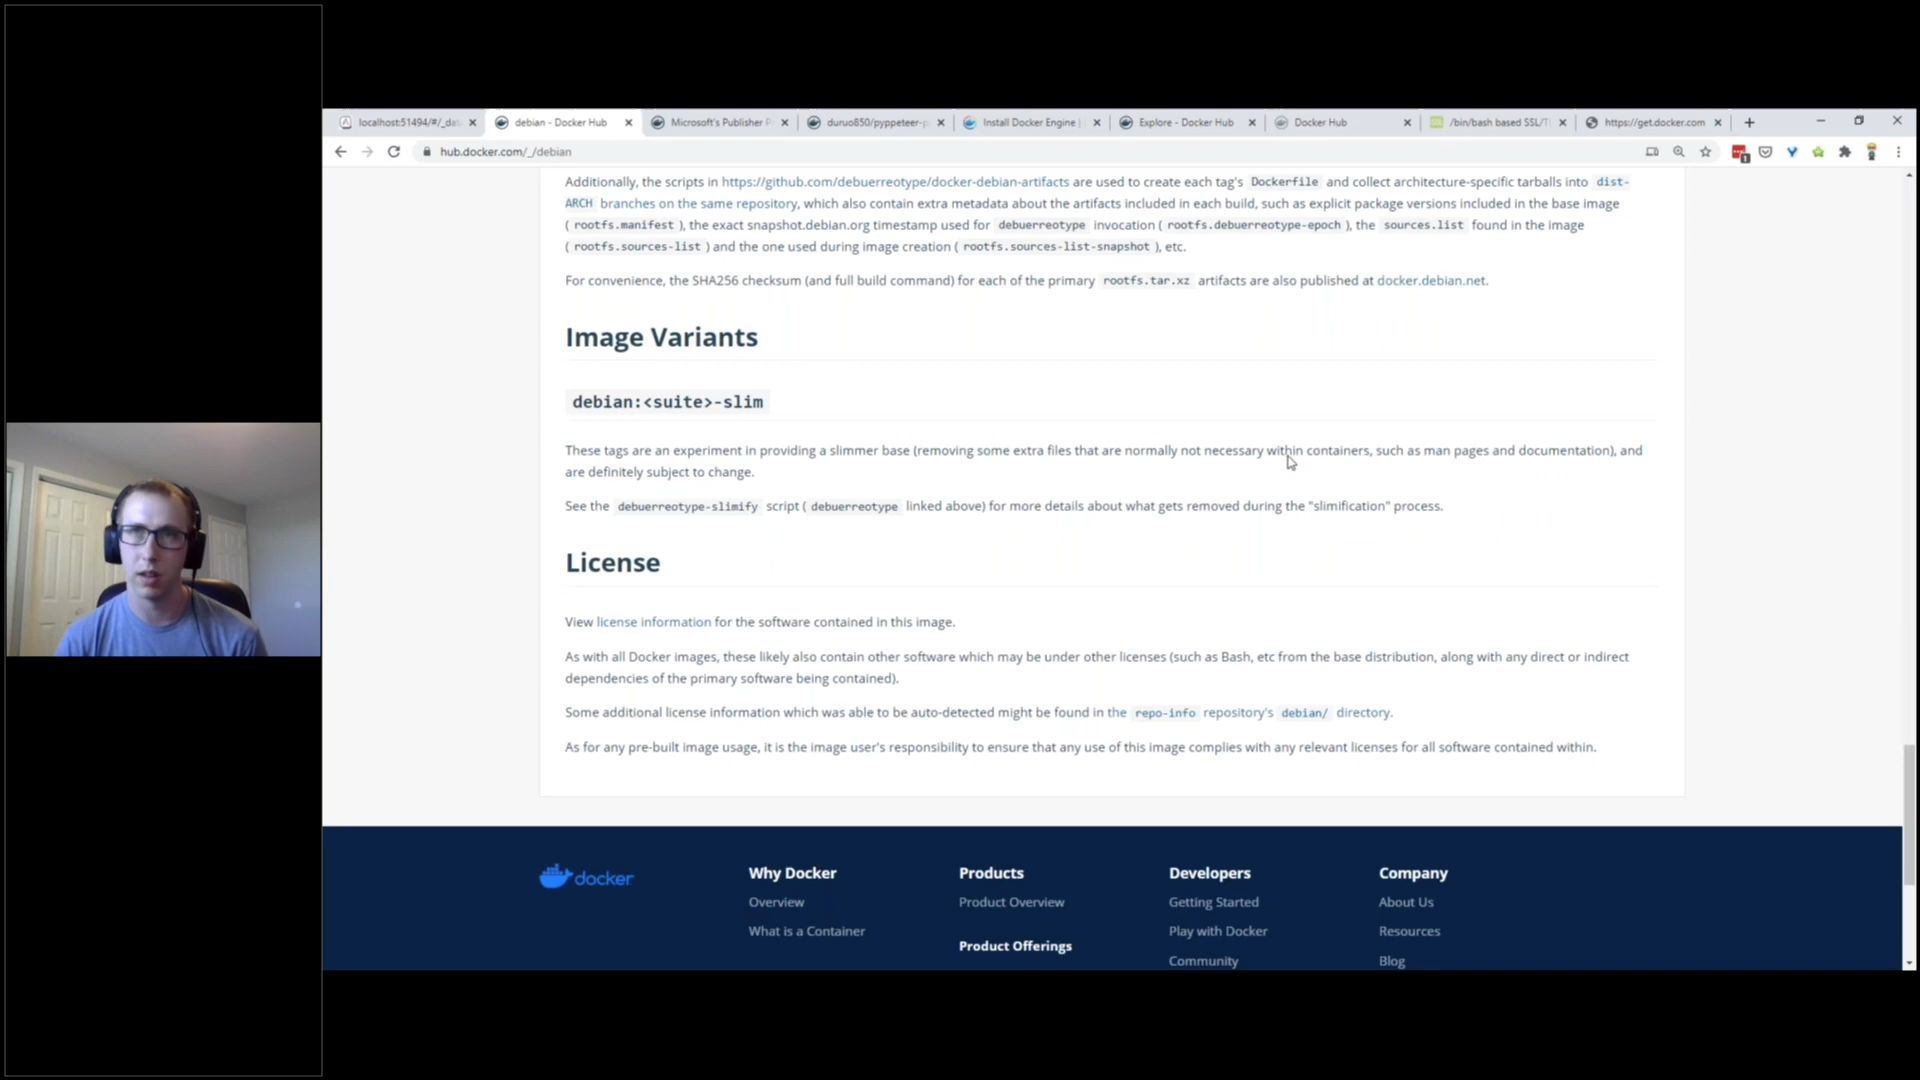 localhost:51494/#/_da
debian - Docker Hub
Microsoft's Publisher P
duruo850/pyppeteer-p
Install Docker Engine |
Explore - Docker Hub
Docker Hub
/bin/bash based SSL/T
https://get.docker.com
hub.docker.com/_/debian
Additionally, the scripts in https://github.com/debuerreotype/docker-debian-artifacts are used to create each tag's Dockerfile and collect architecture-specific tarballs into dist-
ARCH branches on the same repository, which also contain extra metadata about the artifacts included in each build, such as explicit package versions included in the base image
( rootfs.manifest ), the exact snapshot.debian.org timestamp used for debuerreotype invocation ( rootfs.debuerreotype-epoch ), the sources.list found in the image
( rootfs.sources-list ) and the one used during image creation ( rootfs.sources-list-snapshot ), etc.
For convenience, the SHA256 checksum (and full build command) for each of the primary rootfs.tar.xz artifacts are also published at docker.debian.net.
Image Variants
debian:<suite>-slim
These tags are an experiment in providing a slimmer base (removing some extra files that are normally not necessary within containers, such as man pages and documentation), and
are definitely subject to change.
See the debuerreotype-slimify script ( debuerreotype linked above) for more details about what gets removed during the "slimification" process.
License
View license information for the software contained in this image.
As with all Docker images, these likely also contain other software which may be under other licenses (such as Bash, etc from the base distribution, along with any direct or indirect
dependencies of the primary software being contained).
Some additional license information which was able to be auto-detected might be found in the repo-info repository's debian/ directory.
As for any pre-built image usage, it is the image user's responsibility to ensure that any use of this image complies with any relevant licenses for all software contained within.
docker
Why Docker
Overview
What is a Container
Products
Product Overview
Product Offerings
Developers
Getting Started
Play with Docker
Community
Company
About Us
Resources
Blog